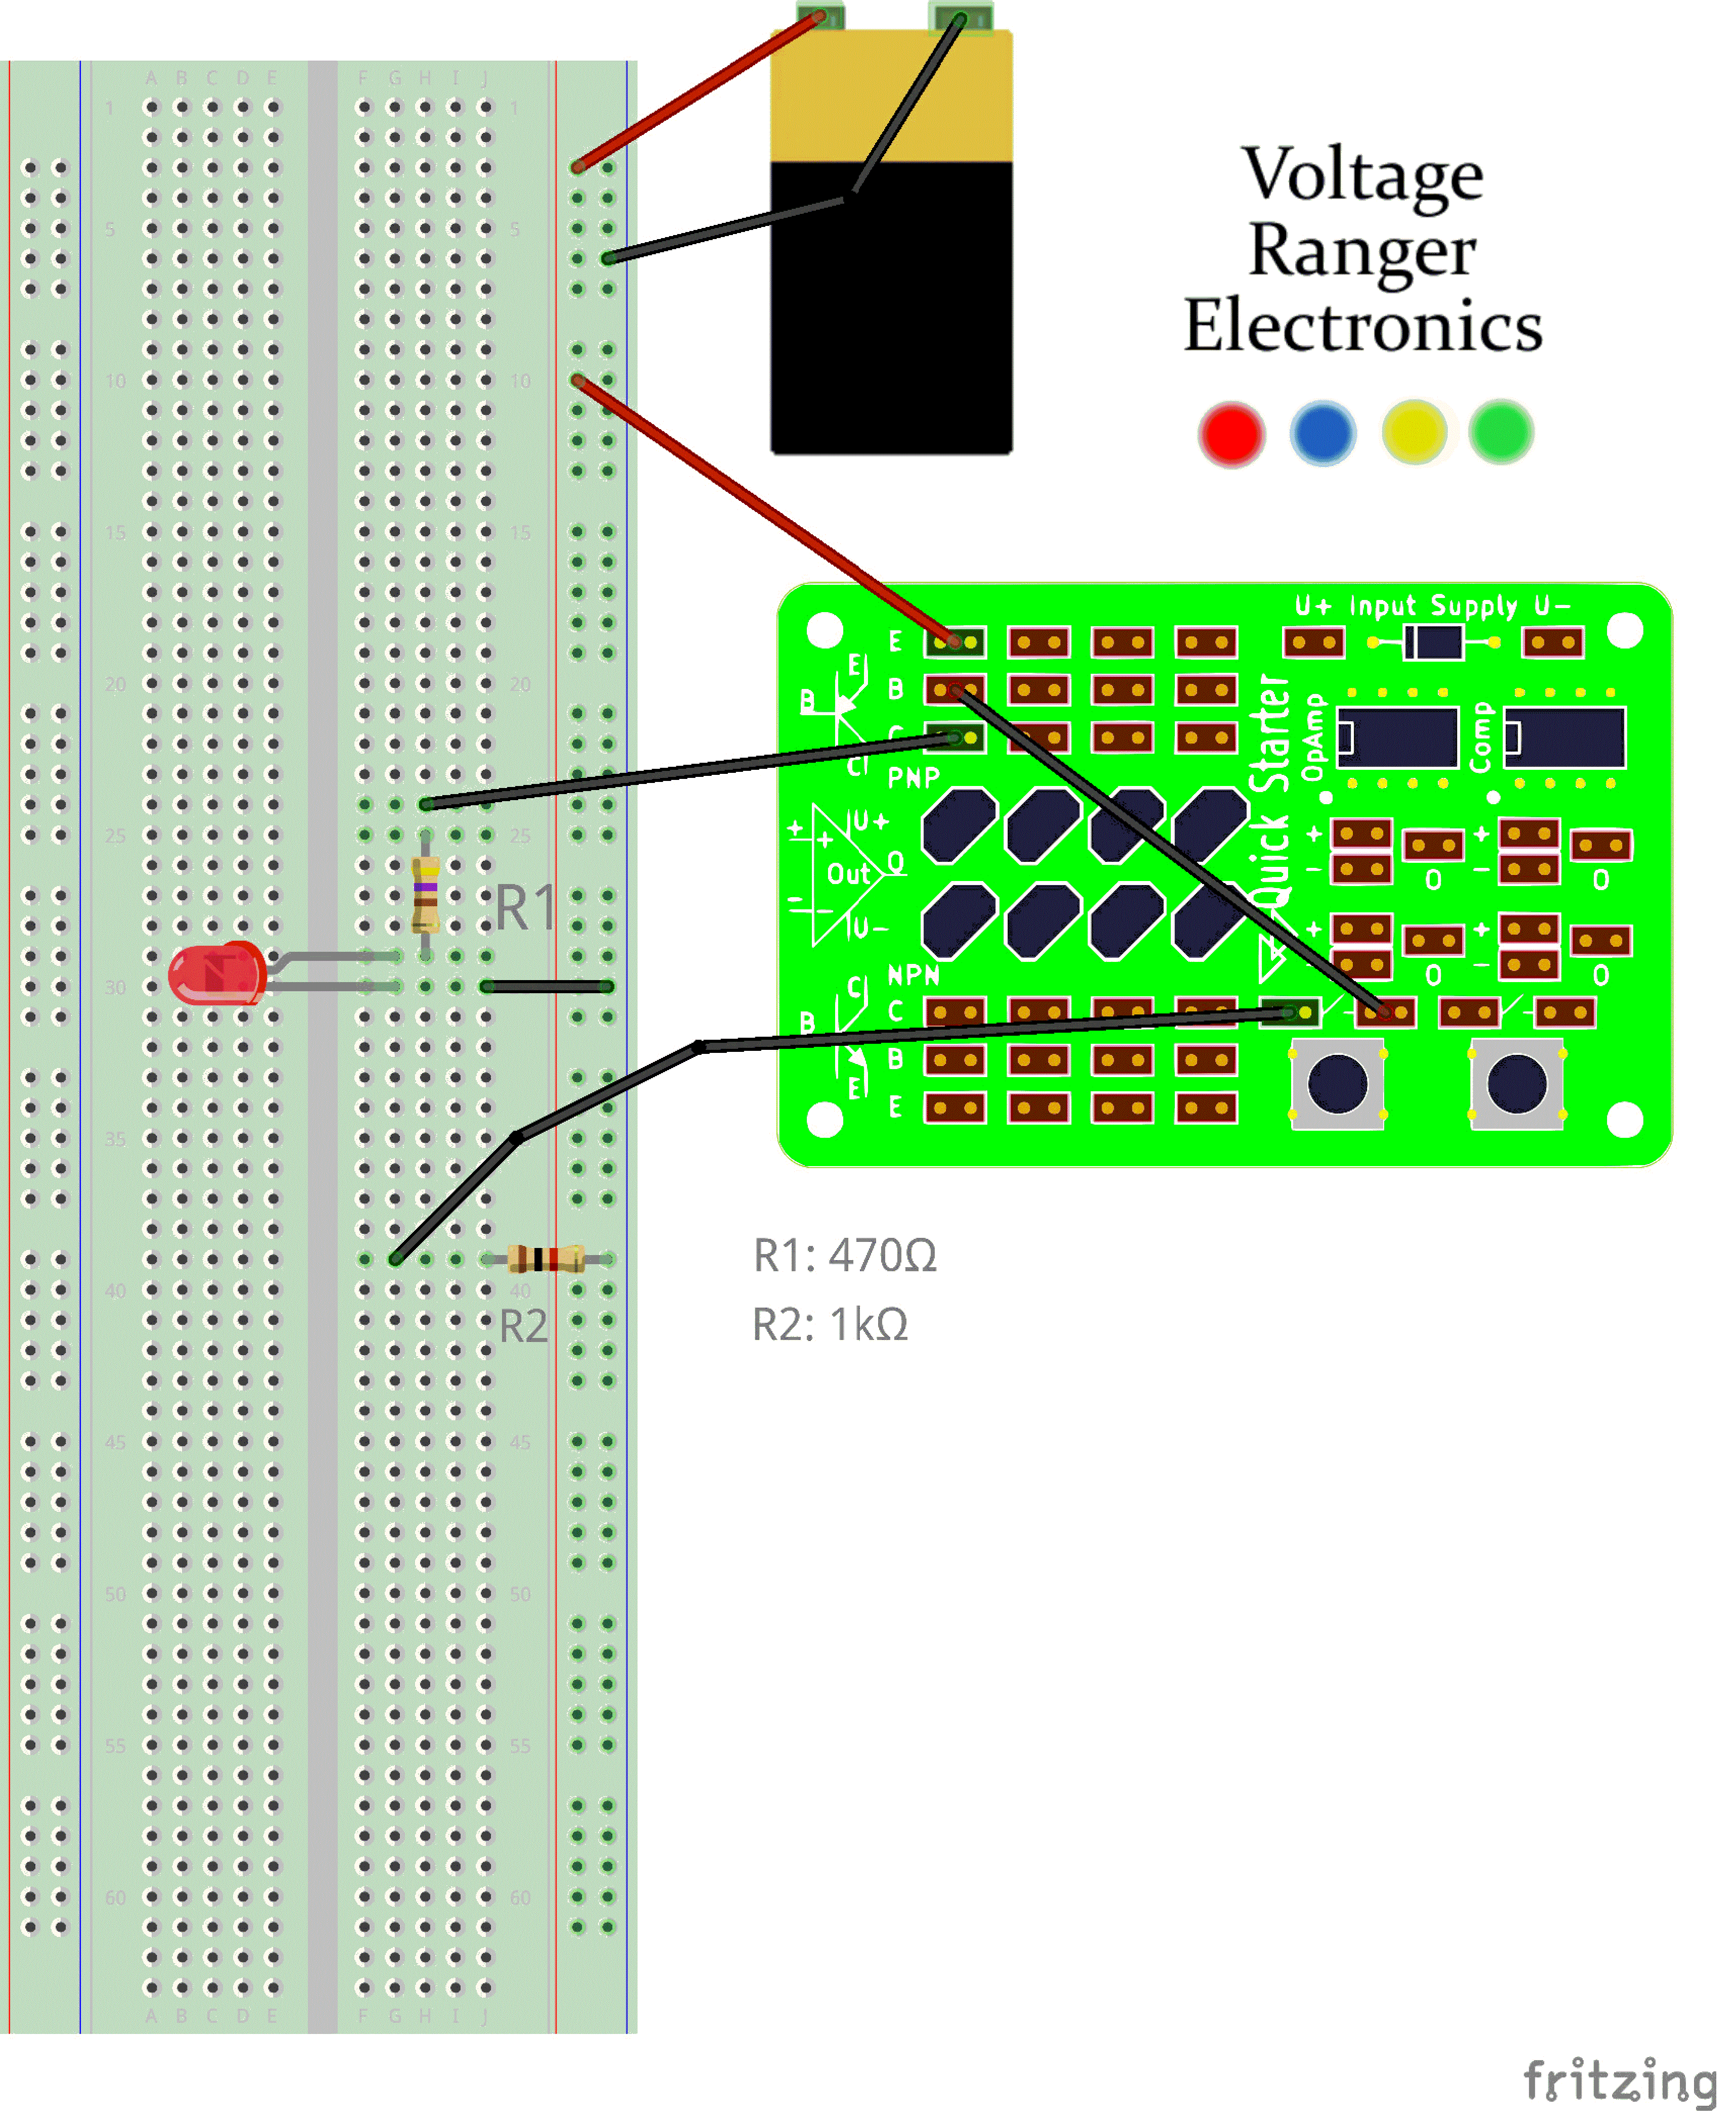 A B C D E F G H I J
1 1
5 5
10 10
15 15
20 20
25 25
30 30
35
40 40
45 45
50 50
55 55
60 60
A B C D E F G H I J
R1
R2
Voltage
Ranger
Electronics
U+ Input Supply U-
E
B
C
PNP
E
B
C
+ + U+
Out O
- - U-
NPN
C
B
E
C
B
E
Quick Starter
OpAmp
Comp
+ +
- -
O O
+ +
- -
O O
R1: 470Ω
R2: 1kΩ
fritzing